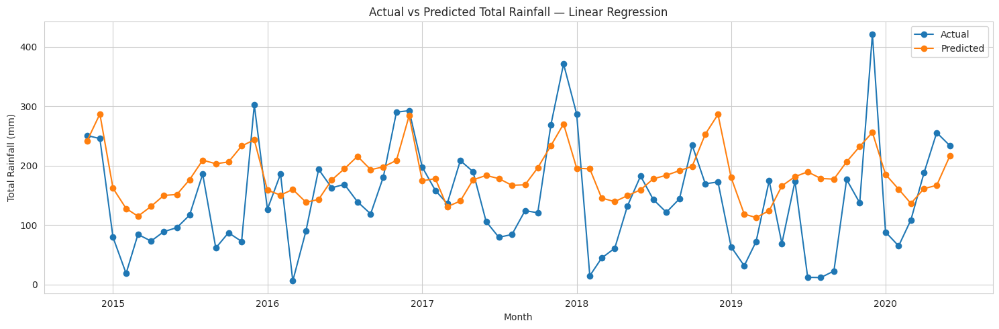 Actual vs Predicted Total Rainfall — Linear Regression
Actual
Predicted
Total Rainfall (mm)
400
300
200
100
0
2015 2016 2017 2018 2019 2020
Month